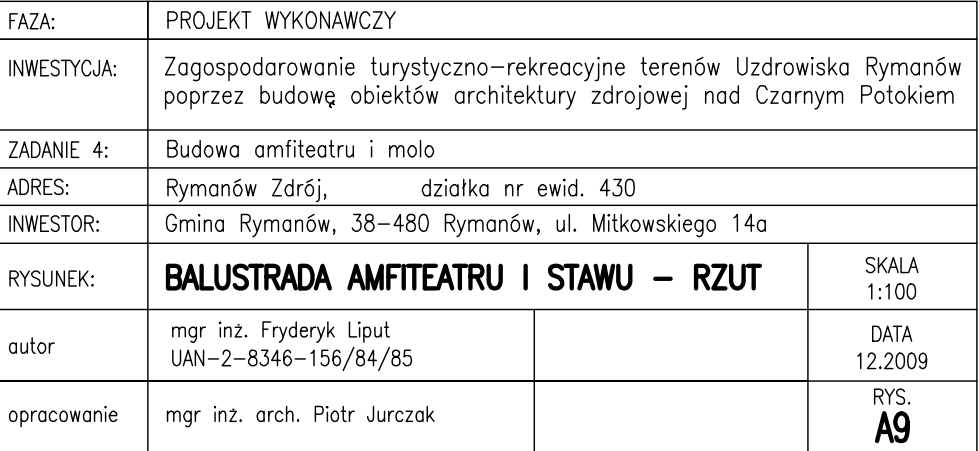 FAZA: PROJEKT WYKONAWCZY
INWESTYCJA: Zagospodarowanie turystyczno-rekreacyjne terenów Uzdrowiska Rymanów
poprzez budowę obiektów architektury zdrojowej nad Czarnym Potokiem
ZADANIE 4: Budowa amfiteatru i molo
ADRES: Rymanów Zdrój, działka nr ewid. 430
INWESTOR: Gmina Rymanów, 38-480 Rymanów, ul. Mitkowskiego 14a
RYSUNEK: BALUSTRADA AMFITEATRU I STAWU - RZUT
SKALA
1:100
autor
mgr inż. Fryderyk Liput
UAN-2-8346-156/84/85
DATA
12.2009
opracowanie mgr inż. arch. Piotr Jurczak
RYS.
A9